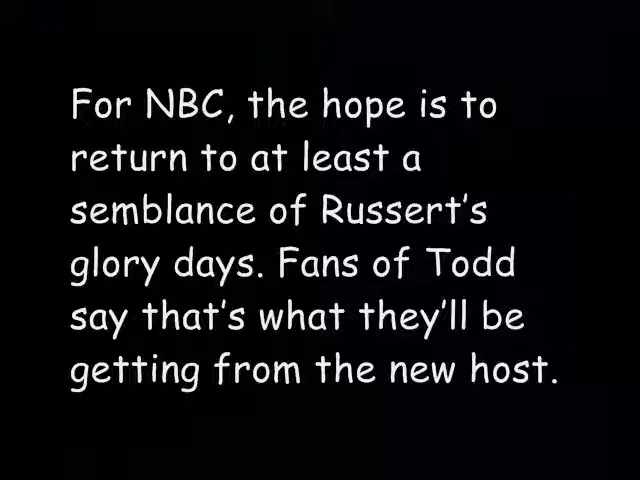 For NBC, the hope is to
return to at least a
semblance of Russert's
glory days. Fans of Todd
say that's what they'll be
getting from the new host.